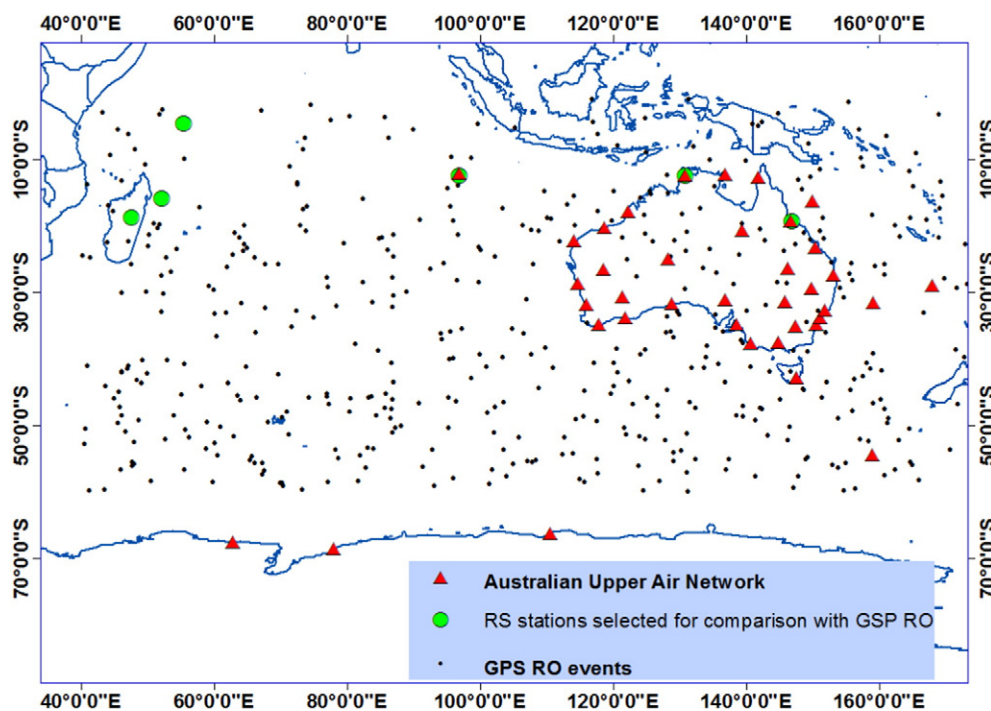 40°0'0"E 60°0'0"E 80°0'0"E 100°0'0"E 120°0'0"E 140°0'0"E 160°0'0"E
10°0'0"S 10°0'0"S
30°0'0"S 30°0'0"S
50°0'0"S 50°0'0"S
70°0'0"S 70°0'0"S
Australian Upper Air Network
RS stations selected for comparison with GSP RO
GPS RO events
40°0'0"E 60°0'0"E 80°0'0"E 100°0'0"E 120°0'0"E 140°0'0"E 160°0'0"E